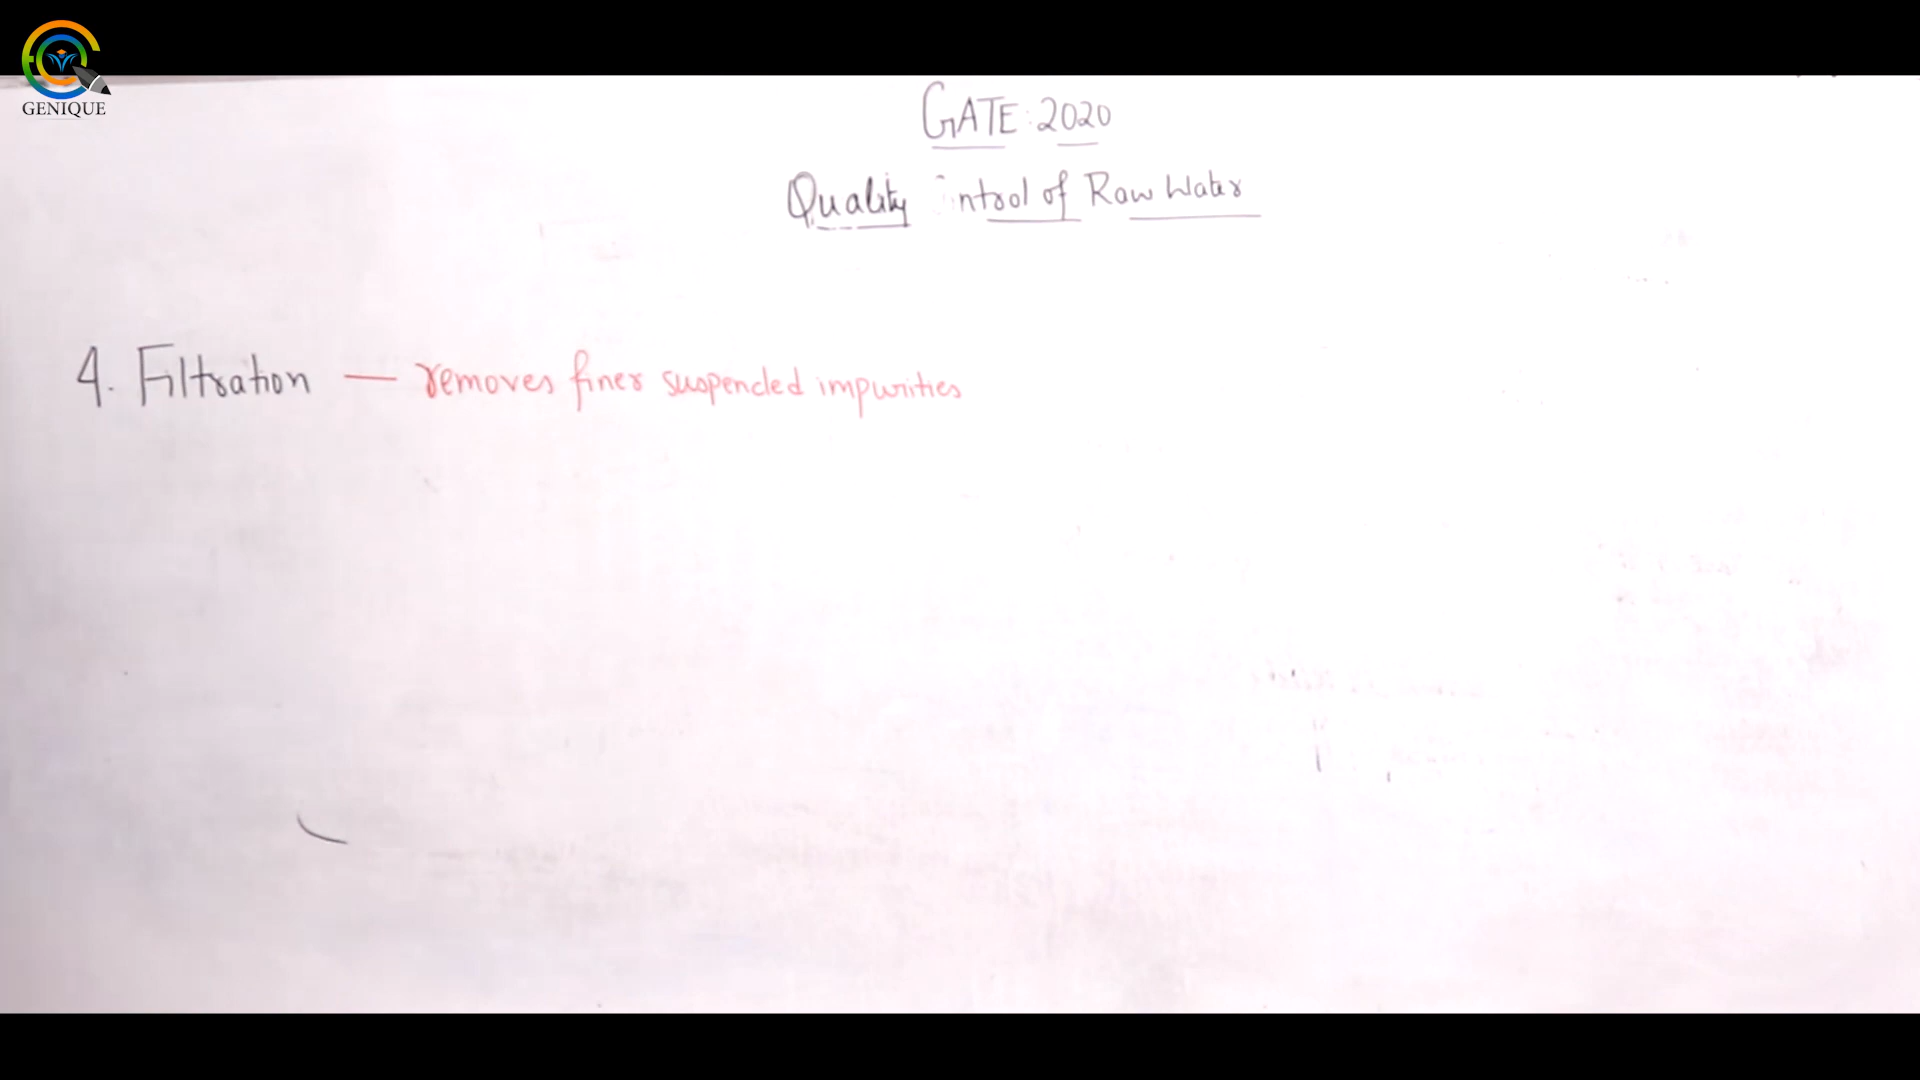 GENIQUE
GATE: 2020
Quality ntrol of Raw Water
4. Filtration — removes finer suspended impurities